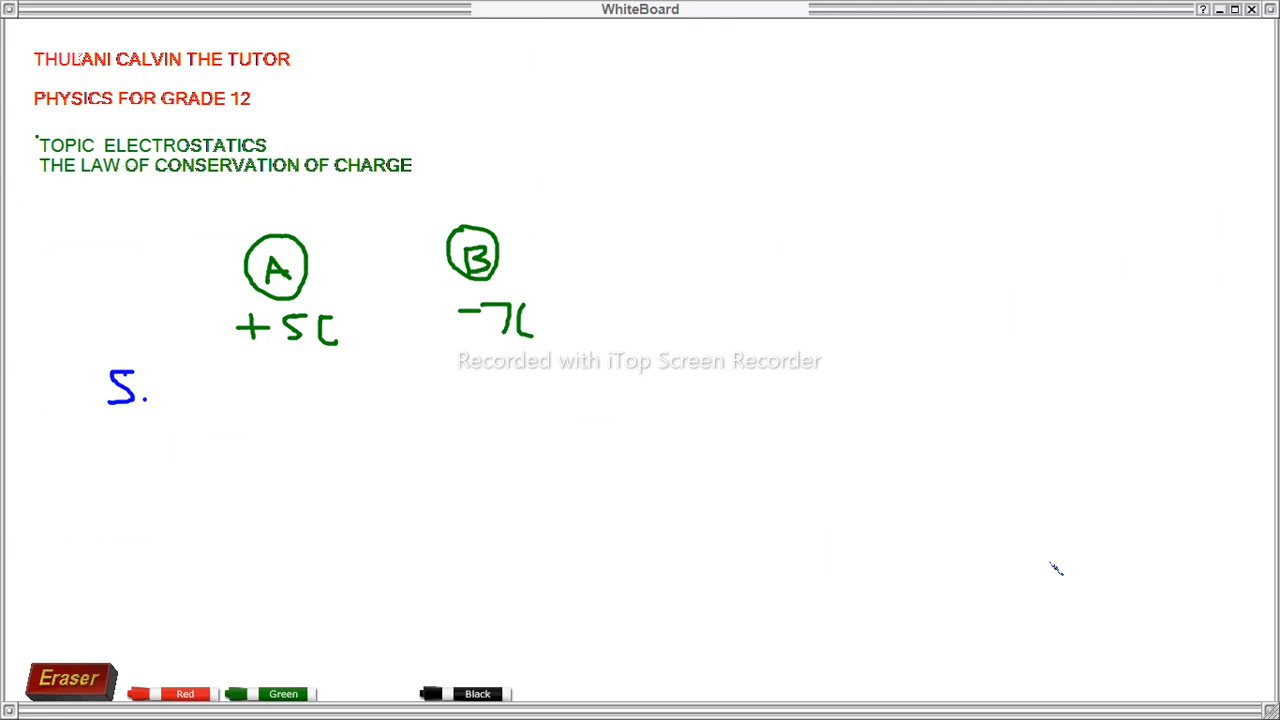 WhiteBoard
THULANI CALVIN THE TUTOR
PHYSICS FOR GRADE 12
TOPIC ELECTROSTATICS
THE LAW OF CONSERVATION OF CHARGE
A B
+5C -7C
Recorded with iTop Screen Recorder
5.
Eraser Red Green Black